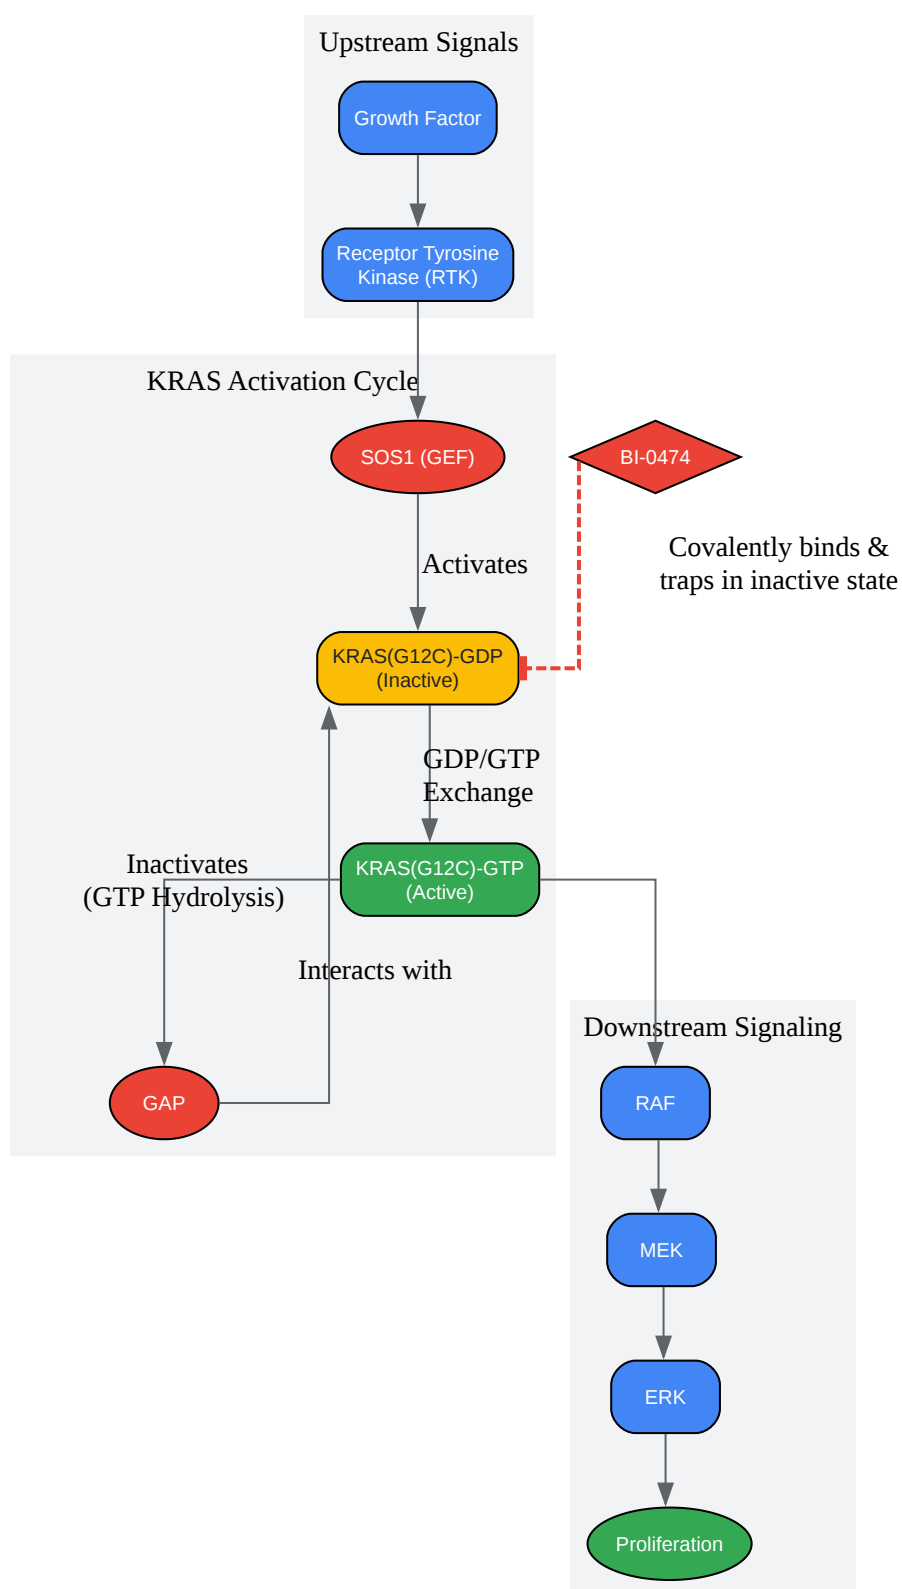 Upstream Signals
Growth Factor
Receptor Tyrosine
Kinase (RTK)
KRAS Activation Cycle
SOS1 (GEF)
BI-0474
Covalently binds &
traps in inactive state
Activates
KRAS(G12C)-GDP
(Inactive)
GDP/GTP
Exchange
KRAS(G12C)-GTP
(Active)
Inactivates
(GTP Hydrolysis)
Interacts with
GAP
Downstream Signaling
RAF
MEK
ERK
Proliferation